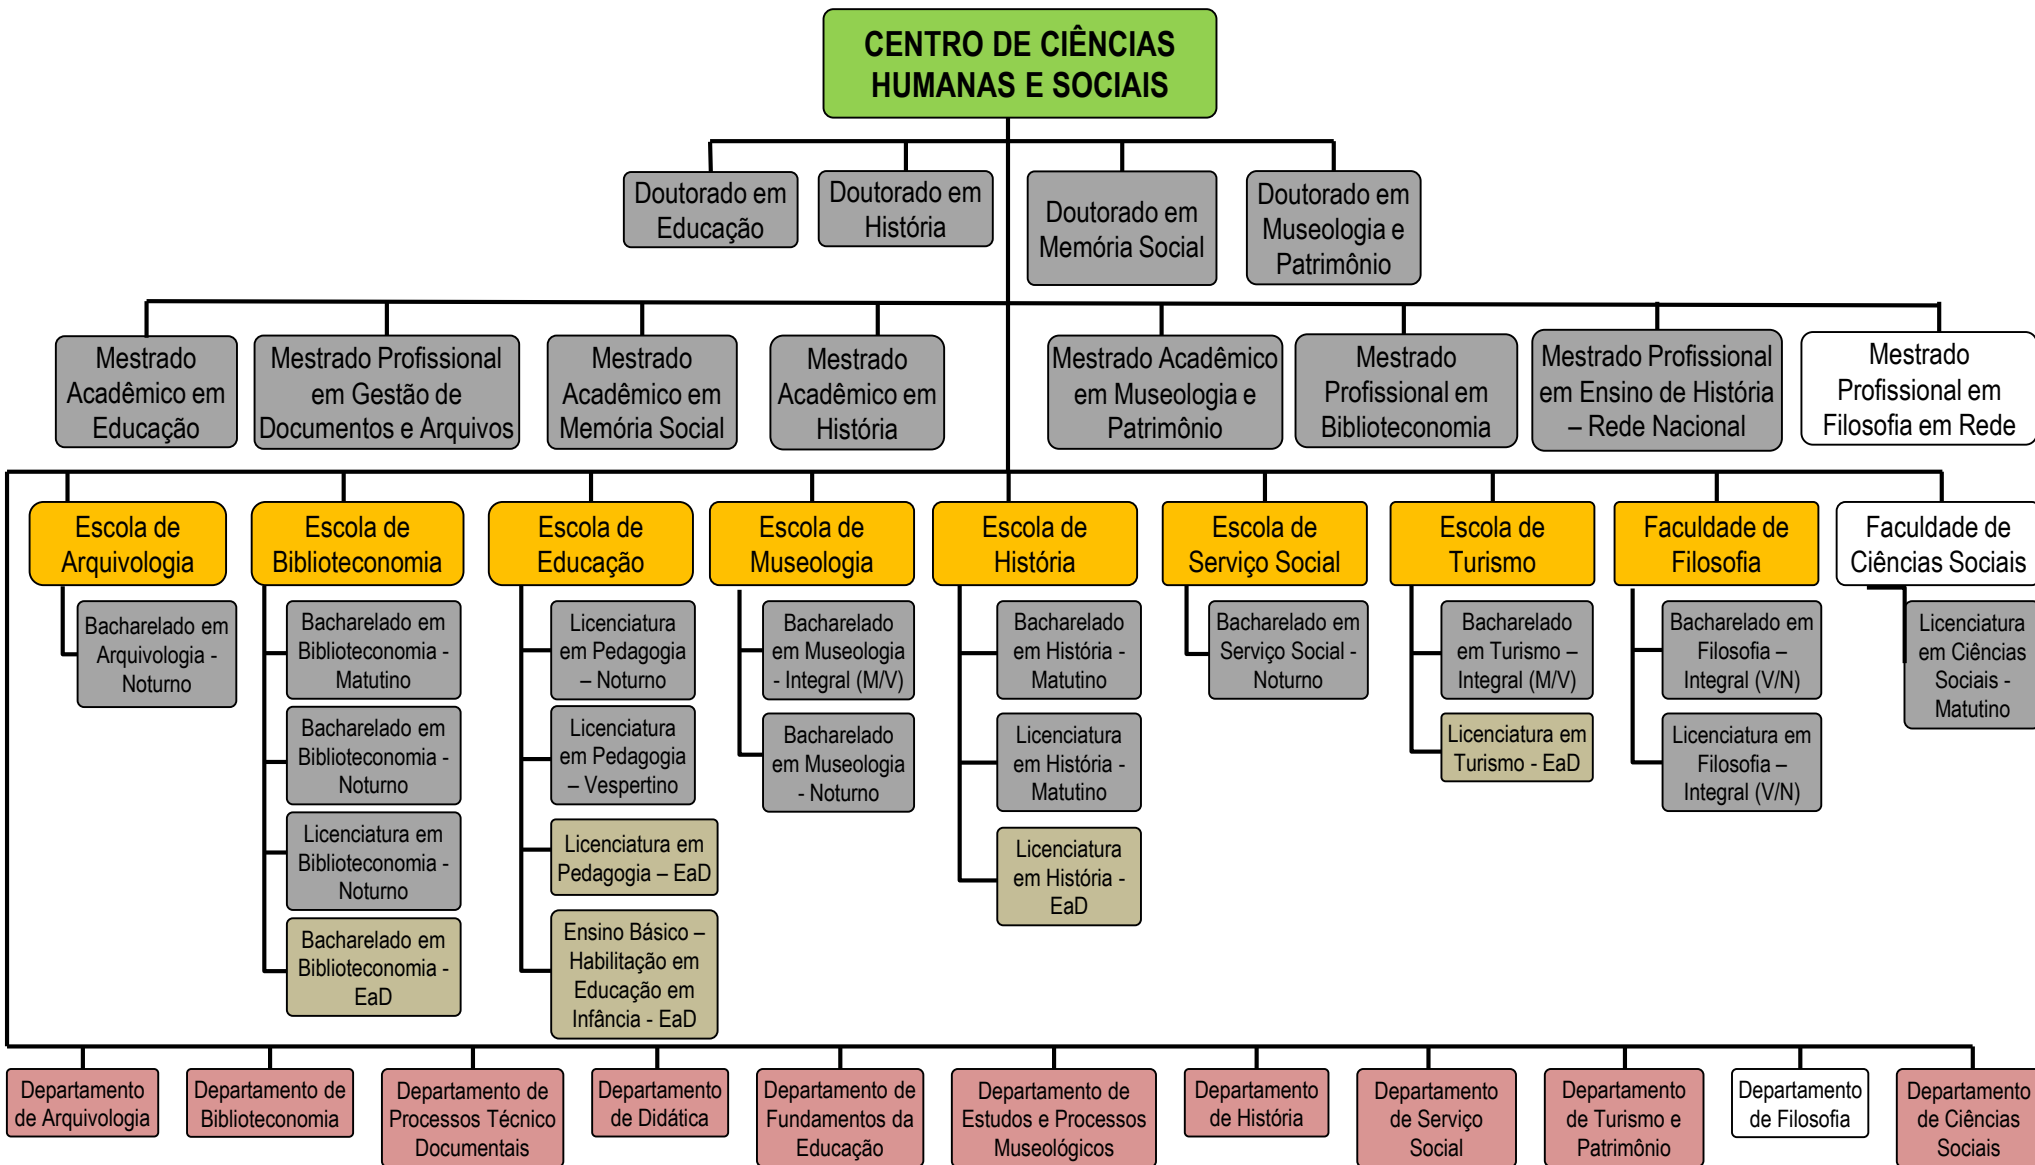 CENTRO DE CIÊNCIAS
HUMANAS E SOCIAIS
Doutorado em
Educação
Doutorado em
História
Doutorado em
Memória Social
Doutorado em
Museologia e
Patrimônio
Mestrado
Acadêmico em
Educação
Mestrado Profissional
em Gestão de
Documentos e Arquivos
Mestrado
Acadêmico em
Memória Social
Mestrado
Acadêmico em
História
Mestrado Acadêmico
em Museologia e
Patrimônio
Mestrado
Profissional em
Biblioteconomia
Mestrado Profissional
em Ensino de História
– Rede Nacional
Mestrado
Profissional em
Filosofia em Rede
Escola de
Arquivologia
Escola de
Biblioteconomia
Escola de
Educação
Escola de
Museologia
Escola de
História
Escola de
Serviço Social
Escola de
Turismo
Faculdade de
Filosofia
Faculdade de
Ciências Sociais
Bacharelado em
Arquivologia -
Noturno
Bacharelado em
Biblioteconomia -
Matutino
Bacharelado em
Biblioteconomia -
Noturno
Licenciatura em
Biblioteconomia -
Noturno
Bacharelado em
Biblioteconomia -
EaD
Licenciatura
em Pedagogia
– Noturno
Licenciatura
em Pedagogia
– Vespertino
Licenciatura em
Pedagogia – EaD
Ensino Básico –
Habilitação em
Educação em
Infância - EaD
Bacharelado
em Museologia
- Integral (M/V)
Bacharelado
em Museologia
- Noturno
Bacharelado
em História -
Matutino
Licenciatura
em História -
Matutino
Licenciatura
em História -
EaD
Bacharelado em
Serviço Social -
Noturno
Bacharelado
em Turismo –
Integral (M/V)
Licenciatura em
Turismo - EaD
Bacharelado em
Filosofia –
Integral (V/N)
Licenciatura em
Filosofia –
Integral (V/N)
Licenciatura
em Ciências
Sociais -
Matutino
Departamento
de Arquivologia
Departamento de
Biblioteconomia
Departamento de
Processos Técnico
Documentais
Departamento
de Didática
Departamento de
Fundamentos da
Educação
Departamento de
Estudos e Processos
Museológicos
Departamento
de História
Departamento
de Serviço
Social
Departamento
de Turismo e
Patrimônio
Departamento
de Filosofia
Departamento
de Ciências
Sociais